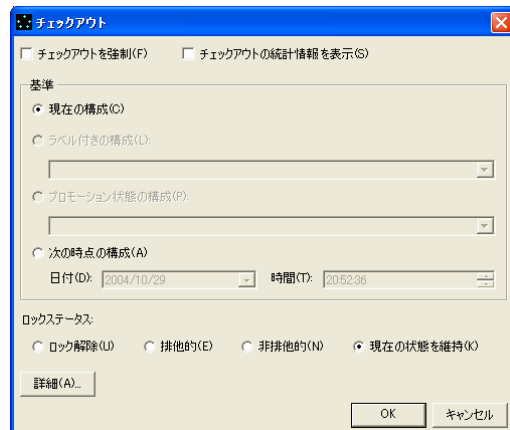 チェックアウト
チェックアウトを強制(F) チェックアウトの統計情報を表示(S)
基準
現在の構成(C)
ラベル付きの構成(L):
プロモーション状態の構成(P):
次の時点の構成(A)
日付(D): 2004/10/29 時間(T): 20:52:36
ロックステータス:
ロック解除(U) 排他的(E) 非排他的(N) 現在の状態を維持(K)
詳細(A)...
OK キャンセル